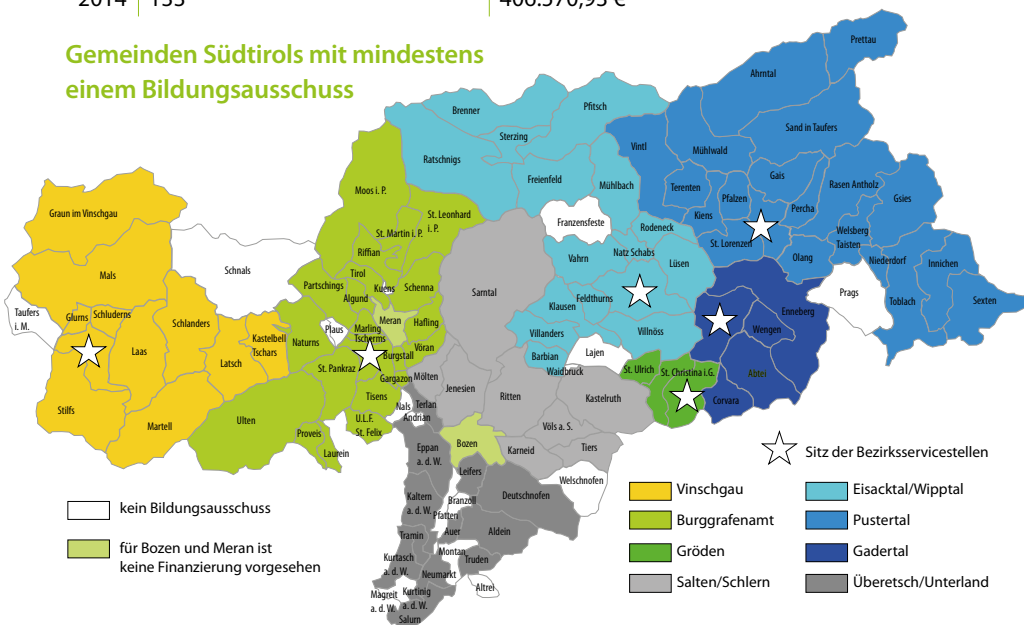 2014 133 406.570,93 €
Gemeinden Südtirols mit mindestens
einem Bildungsausschuss
Prettau
Ahrntal
Brenner
Pfitsch
Sterzing
Sand in Taufers
Vintl
Mühlwald
Ratschnigs
Freienfeld
Mühlbach
Gais
Terenten
Pfalzen
Rasen Antholz
Gsies
Moos i. P.
Kiens
Percha
Graun im Vinschgau
St. Leonhard
i. P.
St. Martin i. P.
Franzensfeste
Rodeneck
Welsberg
Taisten
St. Lorenzen
Riffian
Natz Schabs
Vahrn
Lüsen
Olang
Niederdorf
Innichen
Schnals
Mals
Tirol
Partschings
Kuens
Schenna
Algund
Sarntal
Klausen
Feldthurns
Prags
Toblach
Sexten
Taufers
i. M.
Glurns
Schluderns
Schlanders
Plaus
Meran
Hafling
Marling
Tscherms
Villanders
Villnöss
Enneberg
Wengen
Kastelbell
Tschars
Naturns
Laas
Latsch
Vöran
Burgstall
Barbian
Lajen
St. Pankraz
Gargazon
Mölten
Waidbruck
St. Ulrich
St. Christina i.G.
Abtei
Jenesien
Ritten
Kastelruth
Corvara
Stilfs
Martell
Ulten
Tisens
Nals
Terlan
Andrian
U.L.F.
St. Felix
Proveis
Laurein
Völs a. S.
Bozen
Karneid
Tiers
Eppan
a. d. W.
Leifers
Welschnofen
Deutschnofen
Kaltern
a. d. W.
Branzoll
Pfatten
Auer
Aldein
Tramin
Montan
Truden
Kurtasch
a. d. W.
Neumarkt
Altrei
Magreit
a. d. W.
Kurtinig
a. d. W.
Salurn
Sitz der Bezirksservicestellen
kein Bildungsausschuss
für Bozen und Meran ist
keine Finanzierung vorgesehen
Vinschgau
Burggrafenamt
Gröden
Salten/Schlern
Eisacktal/Wipptal
Pustertal
Gadertal
Überetsch/Unterland